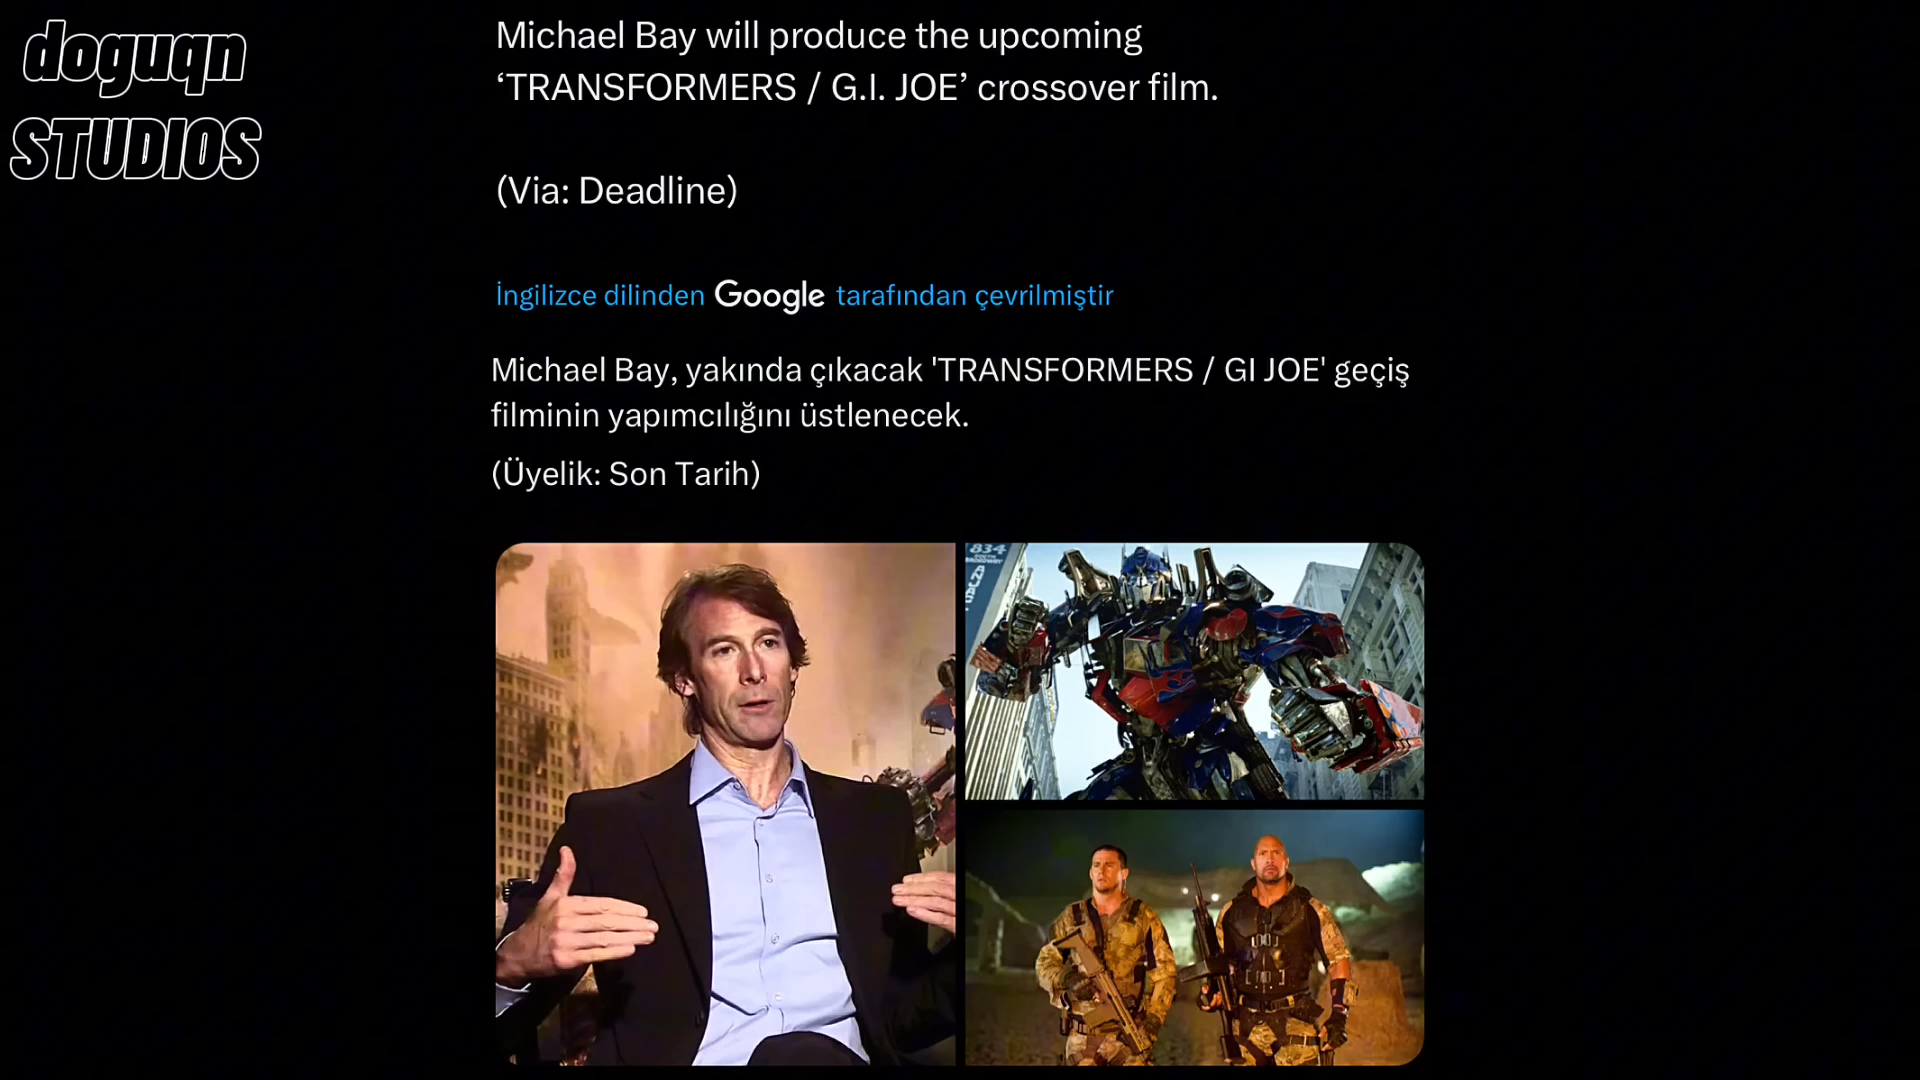 doguqn
STUDIOS
Michael Bay will produce the upcoming
‘TRANSFORMERS / G.I. JOE’ crossover film.
(Via: Deadline)
İngilizce dilinden Google tarafından çevrilmiştir
Michael Bay, yakında çıkacak 'TRANSFORMERS / GI JOE' geçiş
filminin yapımcılığını üstlenecek.
(Üyelik: Son Tarih)
834